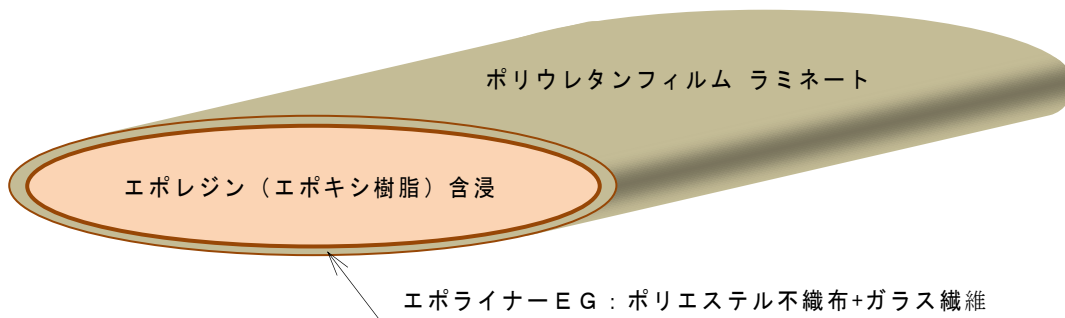 ポリウレタンフィルム ラミネート
エポレジン（エポキシ樹脂）含浸
エポライナーＥＧ：ポリエステル不織布+ガラス繊維